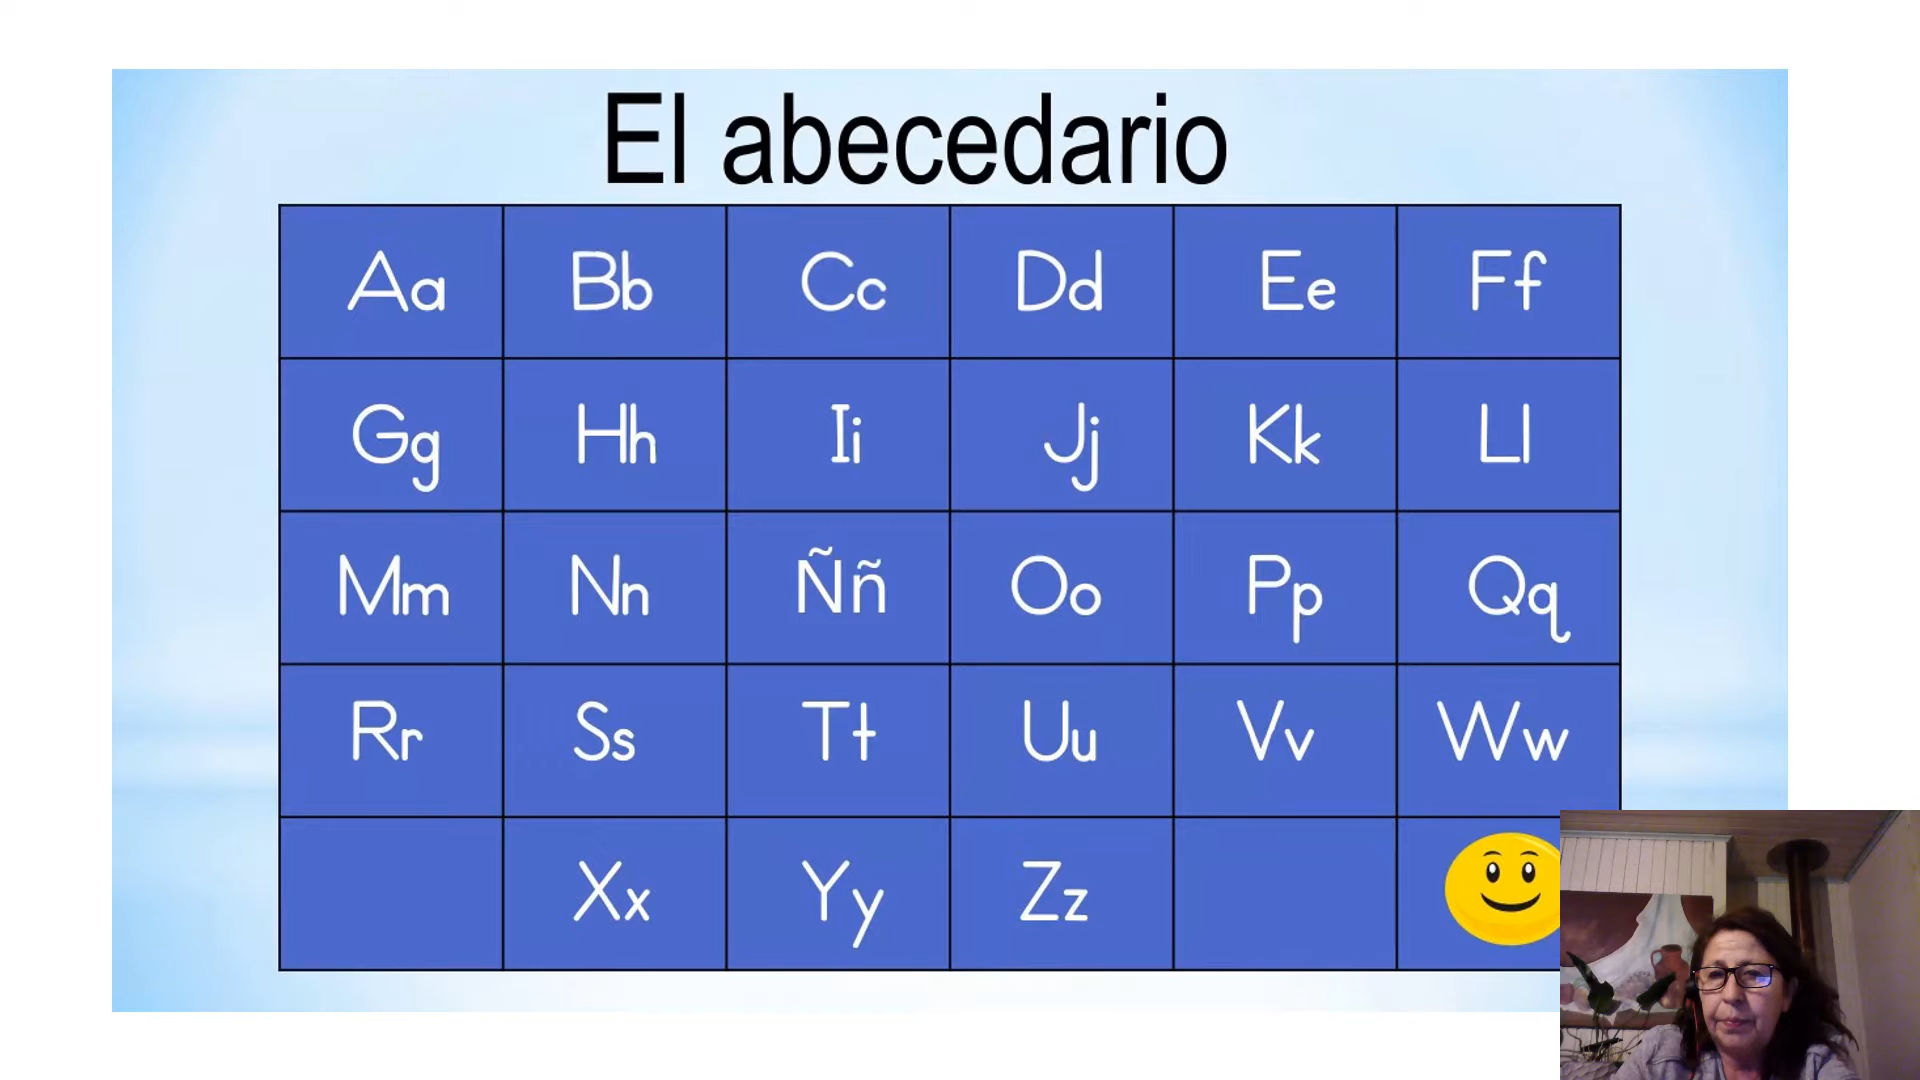 El abecedario
Aa Bb Cc Dd Ee Ff
Gg Hh Ii Jj Kk Ll
Mm Nn Ññ Oo Pp Qq
Rr Ss Tt Uu Vv Ww
Xx Yy Zz